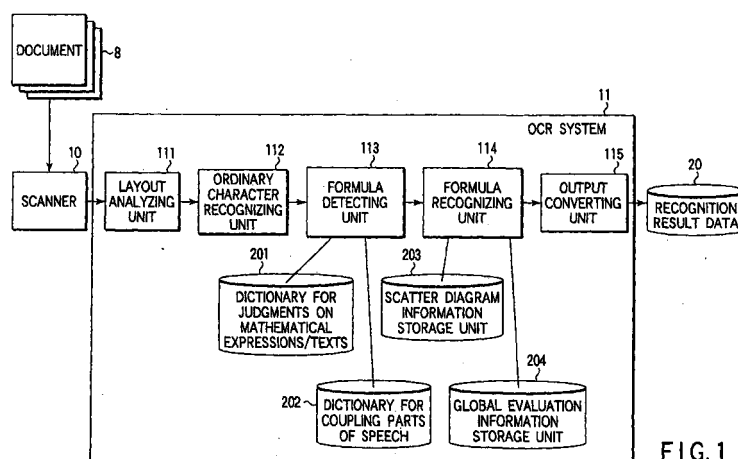 DOCUMENT
8
11
OCR SYSTEM
10
SCANNER
111
LAYOUT
ANALYZING
UNIT
112
ORDINARY
CHARACTER
RECOGNIZING
UNIT
113
FORMULA
DETECTING
UNIT
114
FORMULA
RECOGNIZING
UNIT
115
OUTPUT
CONVERTING
UNIT
20
RECOGNITION
RESULT DATA
201
DICTIONARY FOR
JUDGMENTS ON
MATHEMATICAL
EXPRESSIONS/TEXTS
203
SCATTER DIAGRAM
INFORMATION
STORAGE UNIT
202
DICTIONARY FOR
COUPLING PARTS
OF SPEECH
204
GLOBAL EVALUATION
INFORMATION
STORAGE UNIT
FIG.1